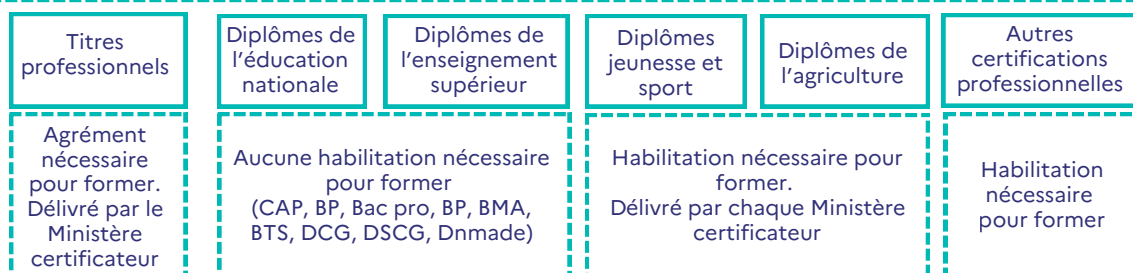 Titres
professionnels
Diplômes de
l'éducation
nationale
Diplômes de
l'enseignement
supérieur
Diplômes
jeunesse et
sport
Diplômes de
l'agriculture
Autres
certifications
professionnelles
Agrément
nécessaire
pour former.
Délivré par le
Ministère
certificateur
Aucune habilitation nécessaire
pour former
(CAP, BP, Bac pro, BP, BMA,
BTS, DCG, DSCG, Dnmade)
Habilitation nécessaire pour
former.
Délivré par chaque Ministère
certificateur
Habilitation
nécessaire
pour former